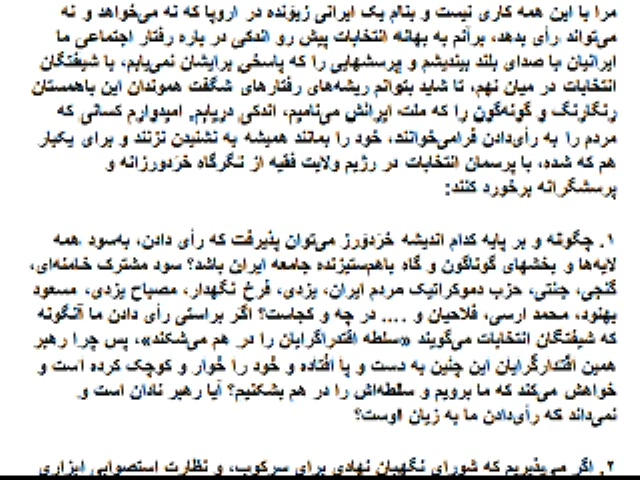 مرا با این همه کاری نیست و بنام یک ایرانی زیونده در اروپا که نه می‌خواهد و نه
می‌تواند رأی بدهد، برآنم به بهانه انتخابات پیش رو اندکی در باره رفتار اجتماعی ما
ایرانیان با صدای بلند بیندیشم و پرسشهایی را که پاسخی برایشان نمی‌یابم، با شیفتگان
انتخابات در میان نهم، تا شاید بتوانم ریشه‌های رفتارهای شگفت هموندان این باهمستان
رنگارنگ و گونه‌گون را که ملت ایرانش می‌نامیم، اندکی دریابم. امیدوارم کسانی که
مردم را به رأی‌دادن فرامی‌خوانند، خود را بمانند همیشه به نشنیدن نزنند و برای یکبار
هم که شده، با پرسمان انتخابات در رژیم ولایت فقیه از نگرگاه خردورزانه و
پرسشگرانه برخورد کنند:
۱. چگونه و بر پایه کدام اندیشه خردورز می‌توان پذیرفت که رأی دادن، به‌سود همه
لایه‌ها و بخشهای گوناگون و گاه باهم‌ستیزنده جامعه ایران باشد؟ سود مشترک خامنه‌ای،
گنجی، جنتی، حزب دموکراتیک مردم ایران، یزدی، فرخ نگهدار، مصباح یزدی، مسعود
بهنود، محمد ارسی، فلاحیان و .... در چه و کجاست؟ اگر براستی رأی دادن ما آنگونه
که شیفتگان انتخابات می‌گویند «سلطه اقتدارگرایان را در هم می‌شکند»، پس چرا رهبر
همین اقتدارگرایان این چنین به دست و پا افتاده و خود را خوار و کوچک کرده است و
خواهش می‌کند که ما برویم و سلطه‌اش را در هم بشکنیم؟ آیا رهبر نادان است و
نمی‌داند که رأی‌دادن ما به زیان اوست؟
۲. اگر می‌پذیریم که شورای نگهبان نهادی برای سرکوب، و نظارت استصوابی ابزاری